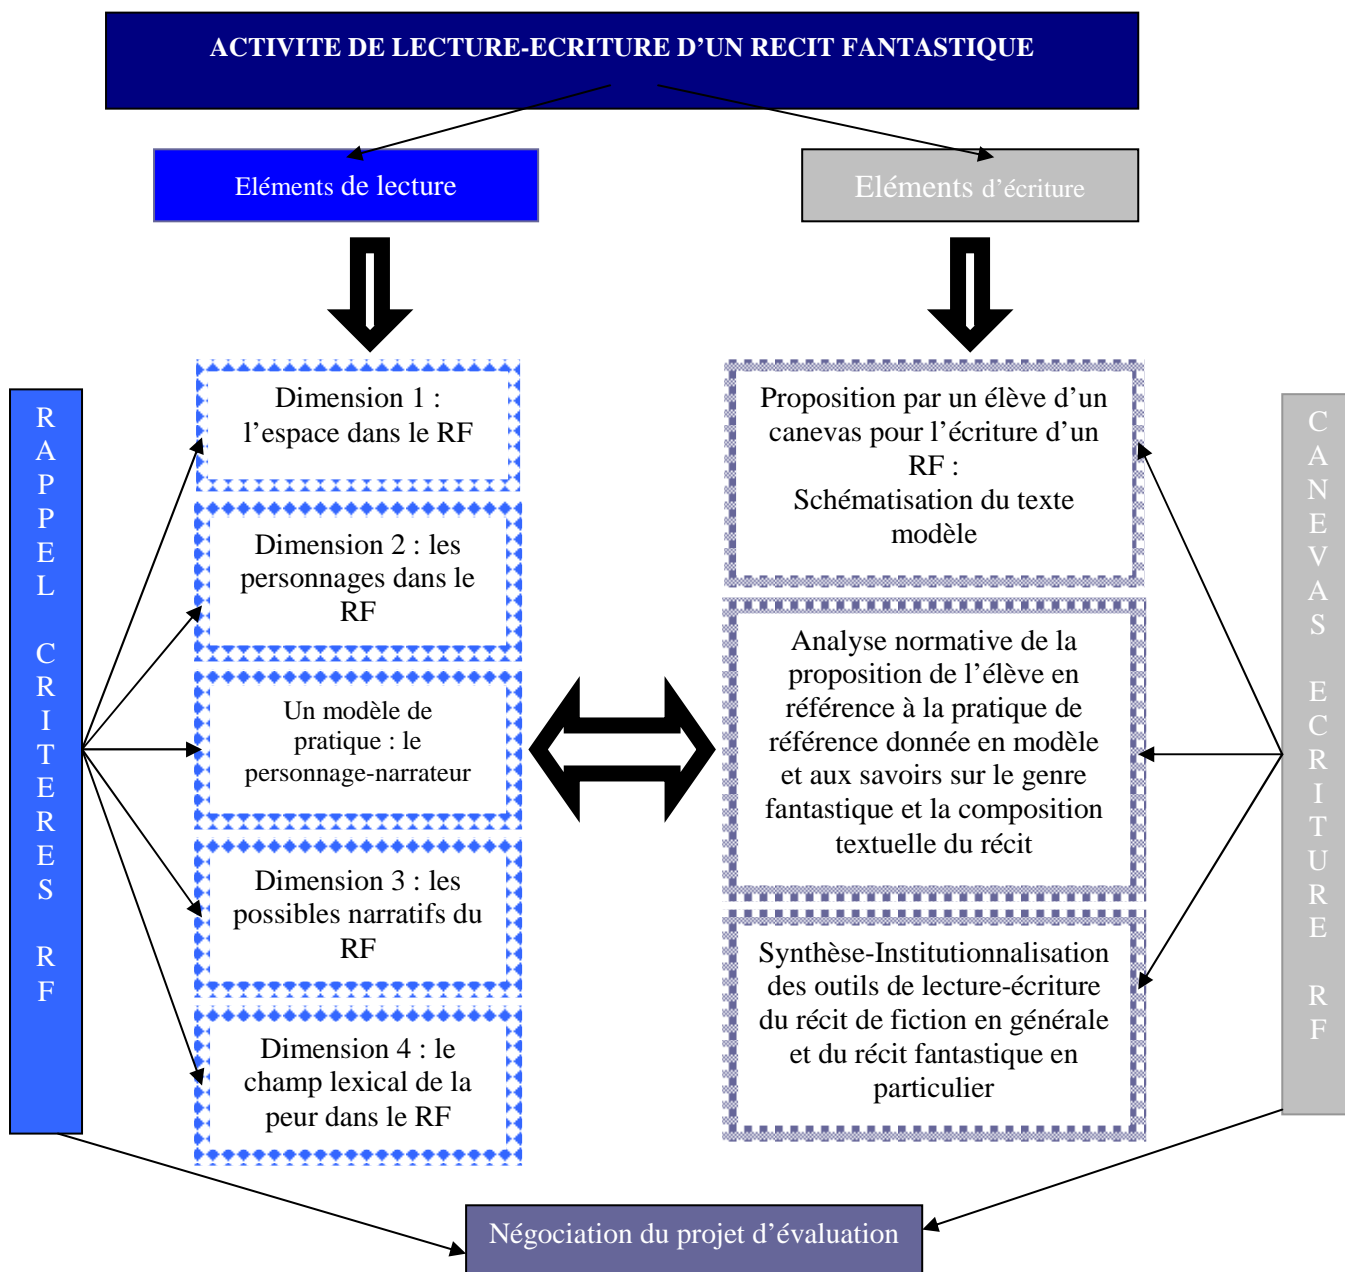 ACTIVITE DE LECTURE-ECRITURE D’UN RECIT FANTASTIQUE
Eléments de lecture
Eléments d’écriture
RAPPEL CRITERES RF
Dimension 1 :
l’espace dans le RF
Dimension 2 : les
personnages dans le
RF
Un modèle de
pratique : le
personnage-narrateur
Dimension 3 : les
possibles narratifs du
RF
Dimension 4 : le
champ lexical de la
peur dans le RF
Proposition par un élève d’un
canevas pour l’écriture d’un
RF :
Schématisation du texte
modèle
Analyse normative de la
proposition de l’élève en
référence à la pratique de
référence donnée en modèle
et aux savoirs sur le genre
fantastique et la composition
textuelle du récit
Synthèse-Institutionnalisation
des outils de lecture-écriture
du récit de fiction en générale
et du récit fantastique en
particulier
CANEVAS ECRITURE RF
Négociation du projet d’évaluation